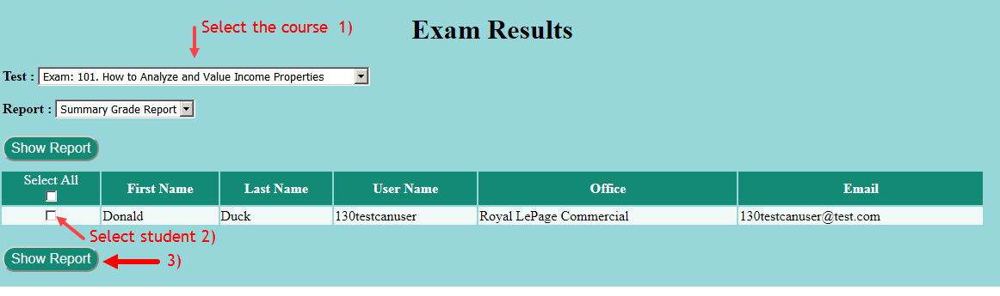 Select the course 1)
Exam Results
Test : Exam: 101. How to Analyze and Value Income Properties
Report : Summary Grade Report
Show Report
Select All First Name Last Name User Name Office Email
Donald Duck 130testcanuser Royal LePage Commercial 130testcanuser@test.com
Select student 2)
Show Report 3)